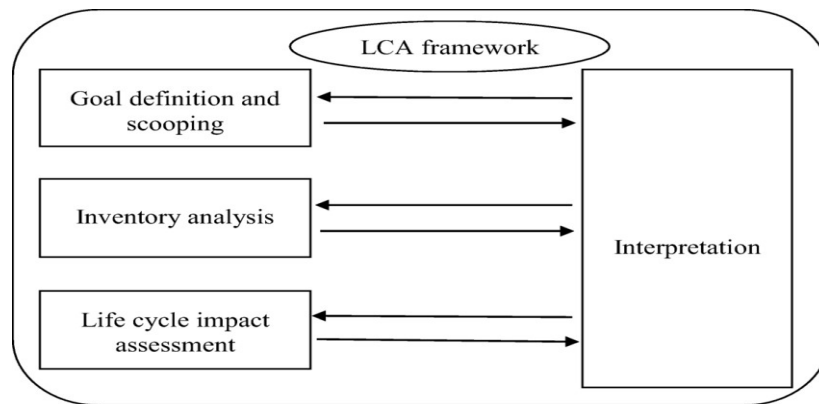 LCA framework
Goal definition and
scooping
Inventory analysis
Interpretation
Life cycle impact
assessment